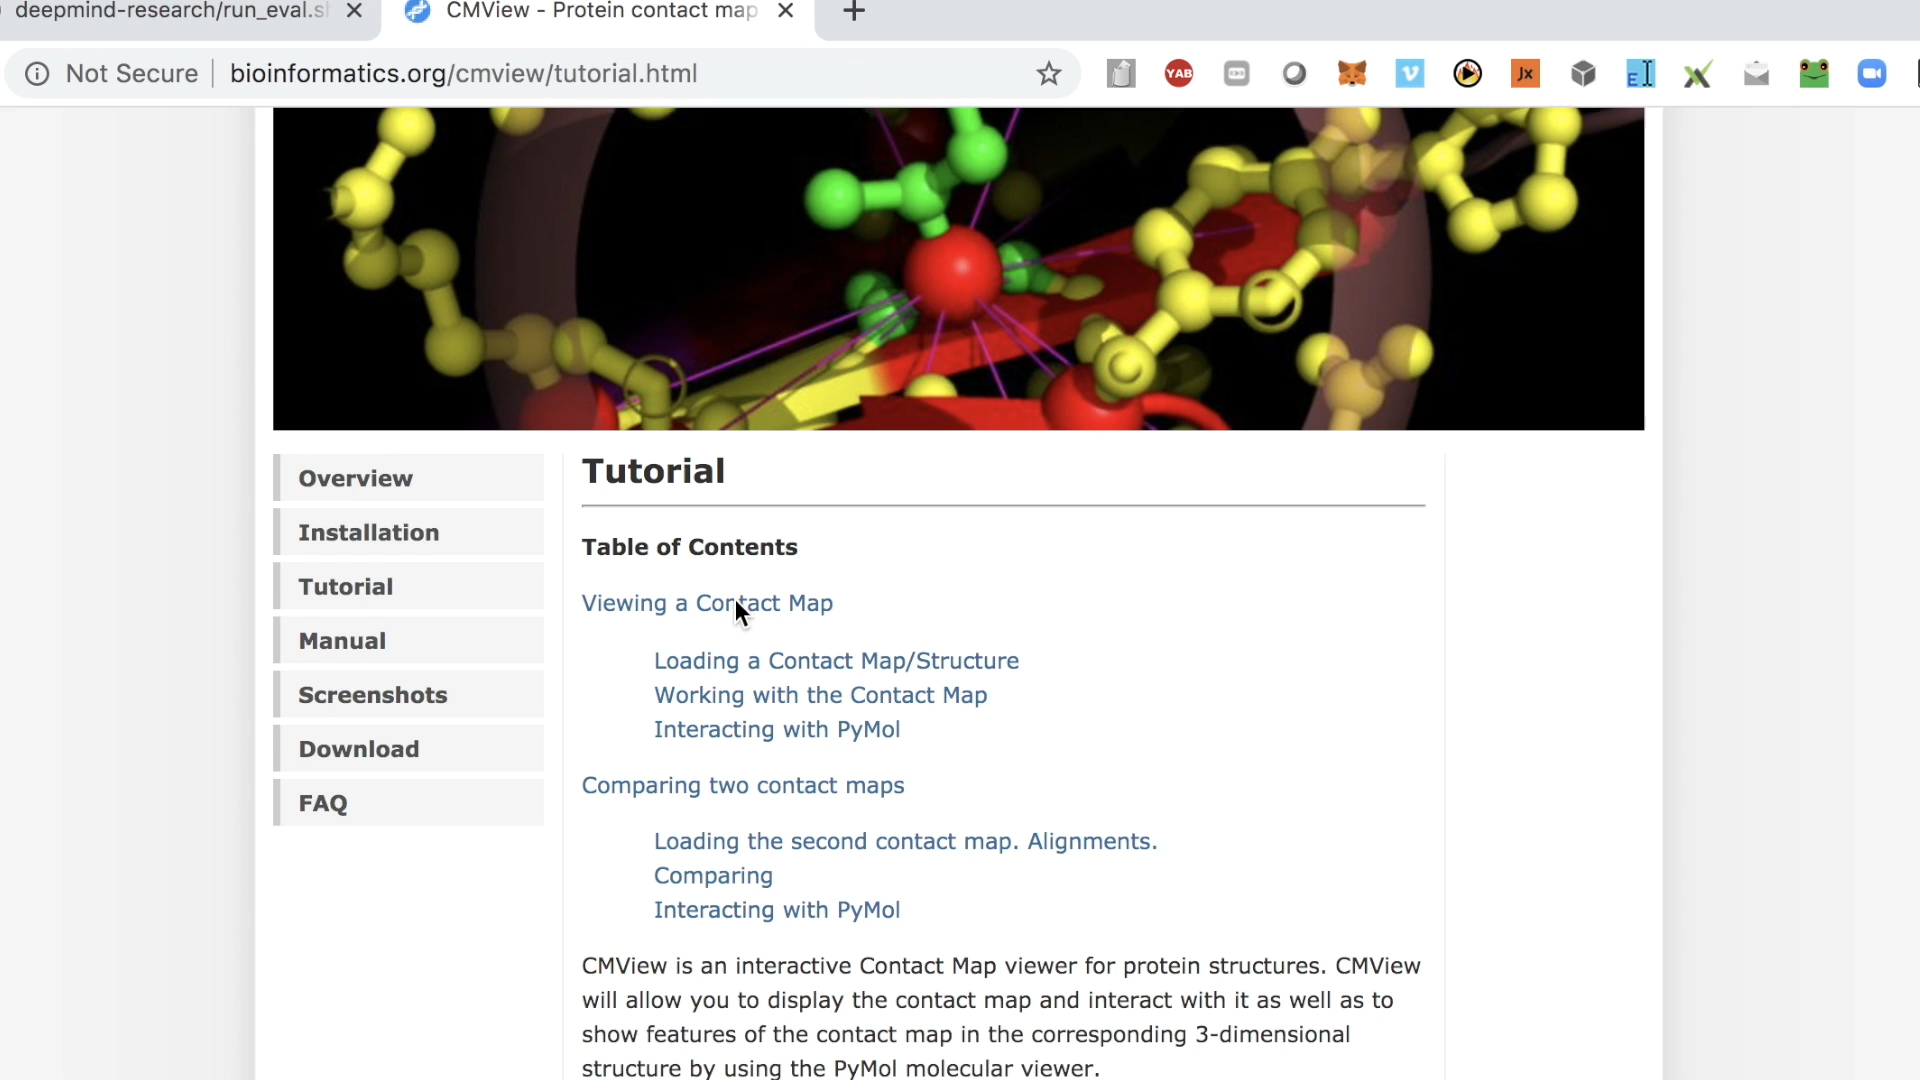 deepmind-research/run_eval.sh
CMView - Protein contact map
Not Secure
bioinformatics.org/cmview/tutorial.html
YAB
Jx
Overview
Installation
Tutorial
Manual
Screenshots
Download
FAQ
Tutorial
Table of Contents
Viewing a Contact Map
Loading a Contact Map/Structure
Working with the Contact Map
Interacting with PyMol
Comparing two contact maps
Loading the second contact map. Alignments.
Comparing
Interacting with PyMol
CMView is an interactive Contact Map viewer for protein structures. CMView
will allow you to display the contact map and interact with it as well as to
show features of the contact map in the corresponding 3-dimensional
structure by using the PyMol molecular viewer.